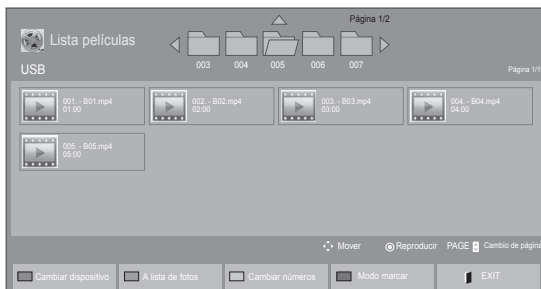 Página 1/2
Lista películas
003 004 005 006 007
USB
Página 1/1
001. - B01.mp4
01:00
002. - B02.mp4
02:00
003. - B03.mp4
03:00
004. - B04.mp4
04:00
005. - B05.mp4
05:00
Mover Reproducir PAGE Cambio de página
Cambiar dispositivo A lista de fotos Cambiar números Modo marcar EXIT